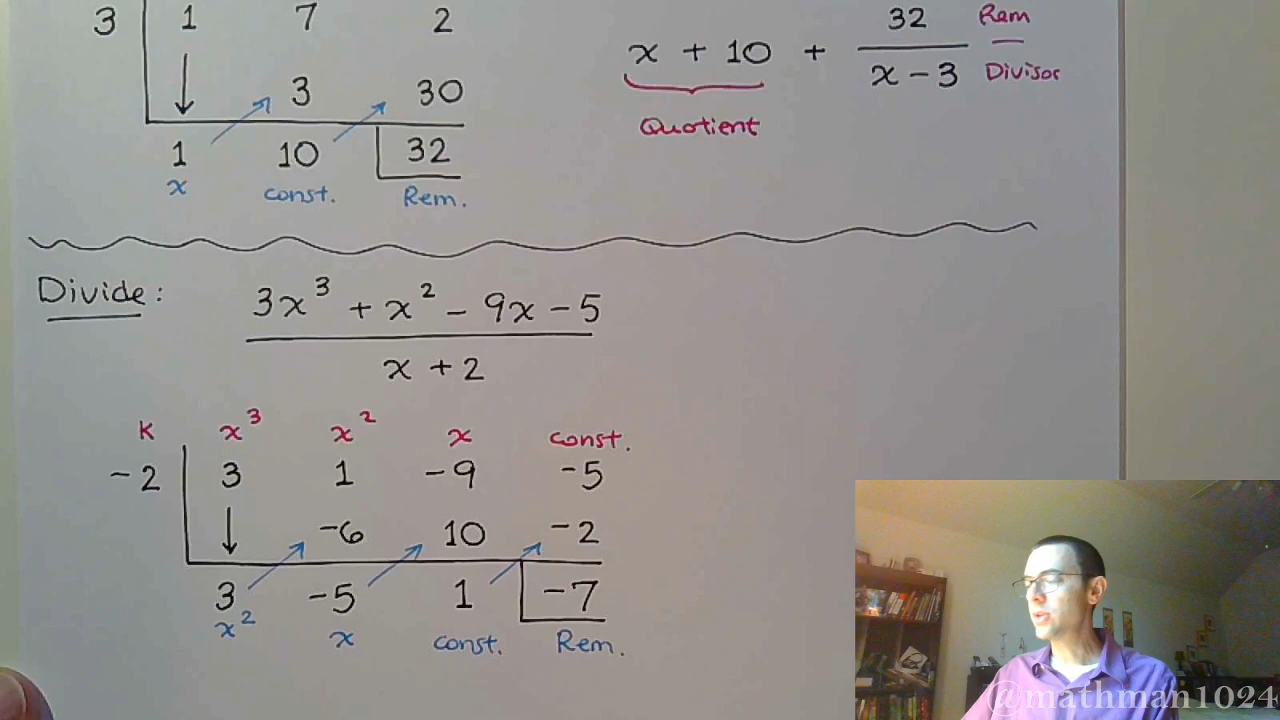 3 1 7 2
3 30
1 10 32
x const. Rem.
x + 10 + 32 Rem
x - 3 Divisor
Quotient
Divide:
3x³ + x² - 9x - 5
x + 2
K x³ x² x const.
-2 3 1 -9 -5
-6 10 -2
3 -5 1 -7
x² x const. Rem.
@mathman1024